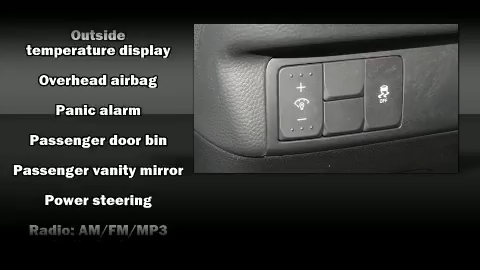 Outside
temperature display
Overhead airbag
Panic alarm
Passenger door bin
Passenger vanity mirror
Power steering
Radio: AM/FM/MP3
+
-
OFF